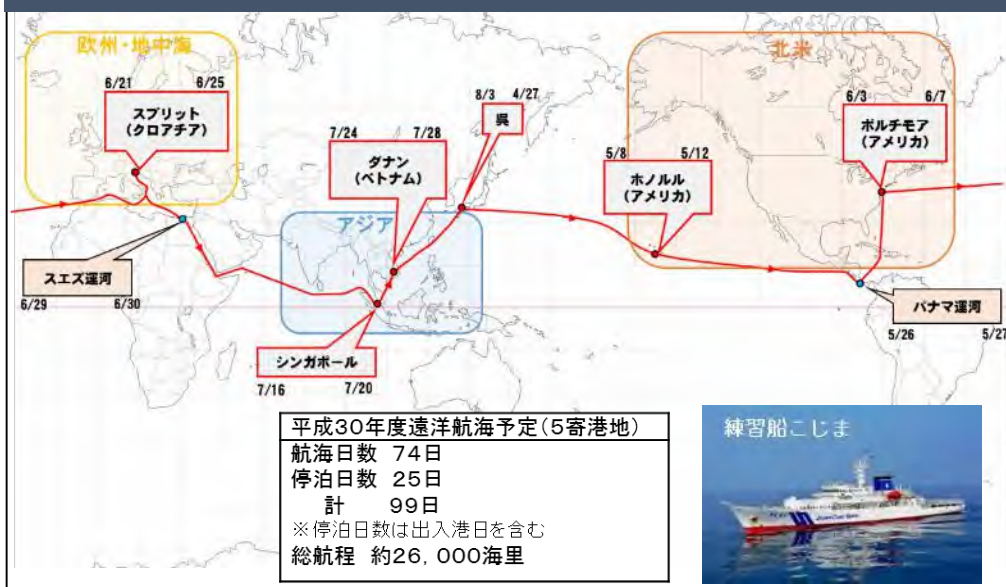 欧州・地中海
6/21 6/25
スプリット
(クロアチア)
8/3 4/27
呉
7/24 7/28
ダナン
(ベトナム)
北米
6/3 6/7
ボルチモア
(アメリカ)
5/8 5/12
ホノルル
(アメリカ)
アジア
スエズ運河
6/29 6/30
パナマ運河
5/26 5/27
シンガポール
7/16 7/20
平成30年度遠洋航海予定(5寄港地)
航海日数 74日
停泊日数 25日
計 99日
※停泊日数は出入港日を含む
総航程 約26,000海里
練習船こじま